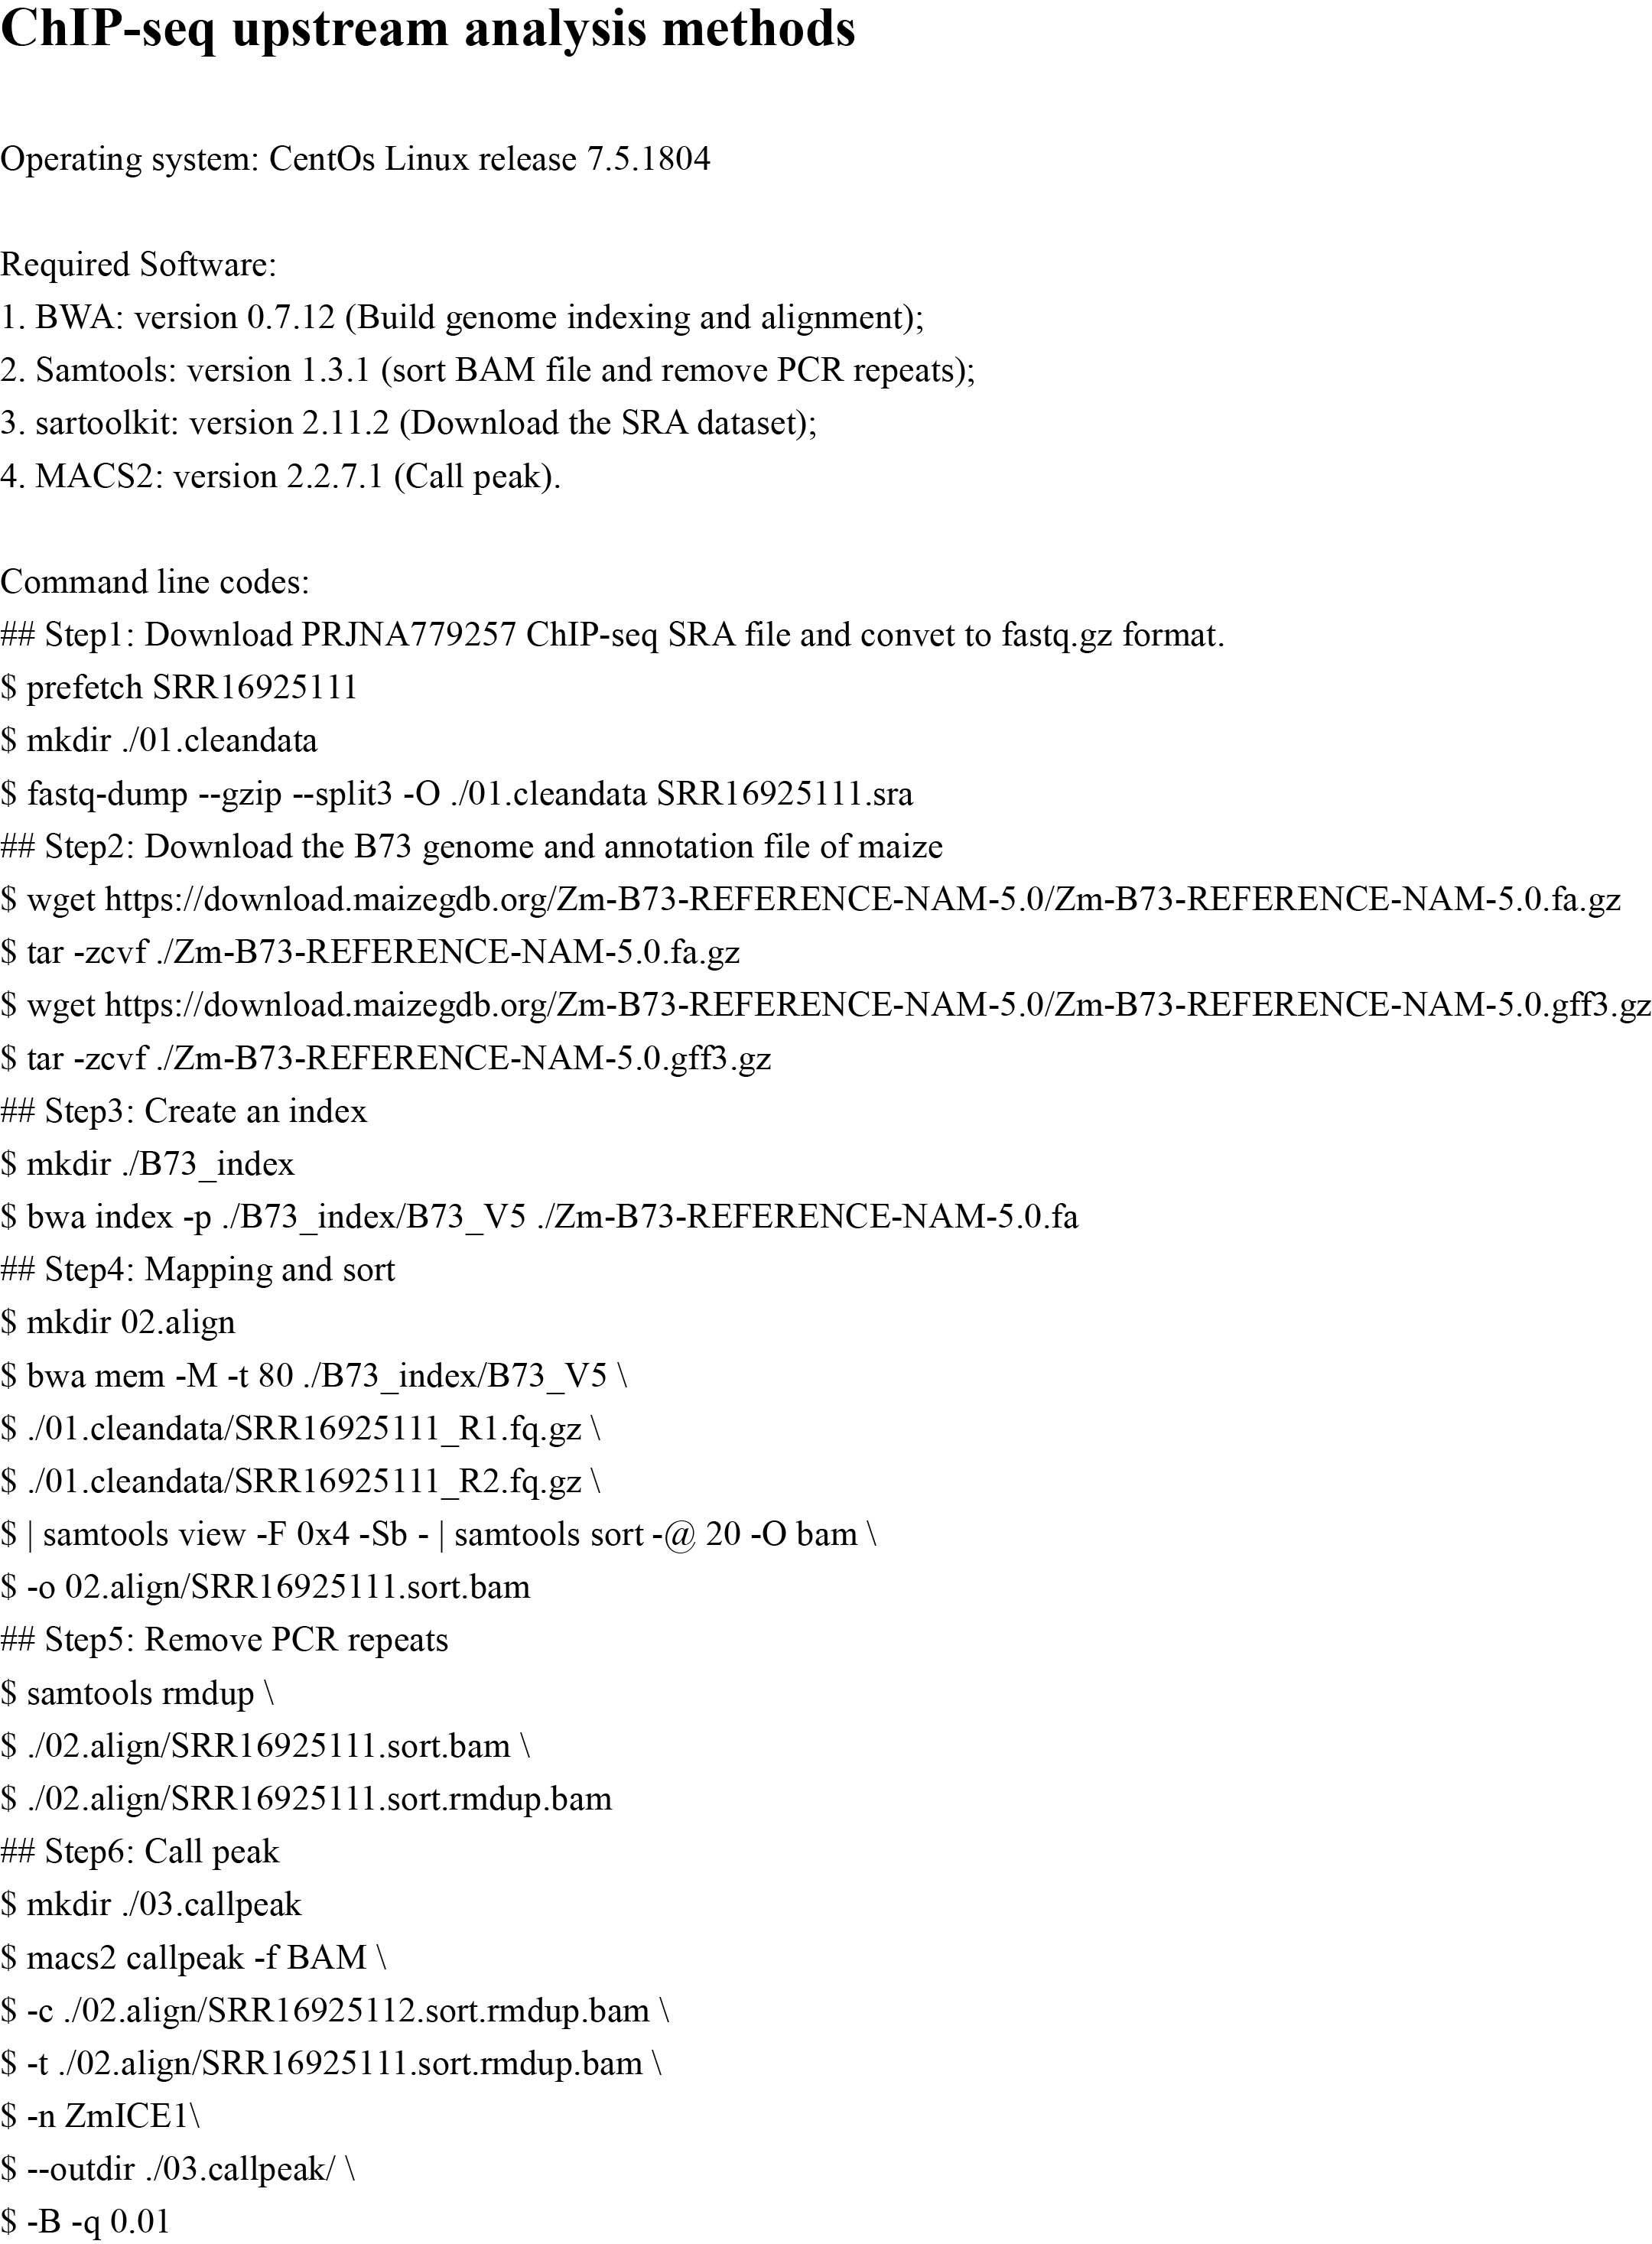 ChIP-seq upstream analysis methods
Operating system: CentOs Linux release 7.5.1804
Required Software:
1. BWA: version 0.7.12 (Build genome indexing and alignment);
2. Samtools: version 1.3.1 (sort BAM file and remove PCR repeats);
3. sartoolkit: version 2.11.2 (Download the SRA dataset);
4. MACS2: version 2.2.7.1 (Call peak).
Command line codes:
## Step1: Download PRJNA779257 ChIP-seq SRA file and convet to fastq.gz format.
$ prefetch SRR16925111
$ mkdir ./01.cleandata
$ fastq-dump --gzip --split3 -O ./01.cleandata SRR16925111.sra
## Step2: Download the B73 genome and annotation file of maize
$ wget https://download.maizegdb.org/Zm-B73-REFERENCE-NAM-5.0/Zm-B73-REFERENCE-NAM-5.0.fa.gz
$ tar -zcvf ./Zm-B73-REFERENCE-NAM-5.0.fa.gz
$ wget https://download.maizegdb.org/Zm-B73-REFERENCE-NAM-5.0/Zm-B73-REFERENCE-NAM-5.0.gff3.gz
$ tar -zcvf ./Zm-B73-REFERENCE-NAM-5.0.gff3.gz
## Step3: Create an index
$ mkdir ./B73_index
$ bwa index -p ./B73_index/B73_V5 ./Zm-B73-REFERENCE-NAM-5.0.fa
## Step4: Mapping and sort
$ mkdir 02.align
$ bwa mem -M -t 80 ./B73_index/B73_V5 \
$ ./01.cleandata/SRR16925111_R1.fq.gz \
$ ./01.cleandata/SRR16925111_R2.fq.gz \
$ | samtools view -F 0x4 -Sb - | samtools sort -@ 20 -O bam \
$ -o 02.align/SRR16925111.sort.bam
## Step5: Remove PCR repeats
$ samtools rmdup \
$ ./02.align/SRR16925111.sort.bam \
$ ./02.align/SRR16925111.sort.rmdup.bam
## Step6: Call peak
$ mkdir ./03.callpeak
$ macs2 callpeak -f BAM \
$ -c ./02.align/SRR16925112.sort.rmdup.bam \
$ -t ./02.align/SRR16925111.sort.rmdup.bam \
$ -n ZmICE1\
$ --outdir ./03.callpeak/ \
$ -B -q 0.01